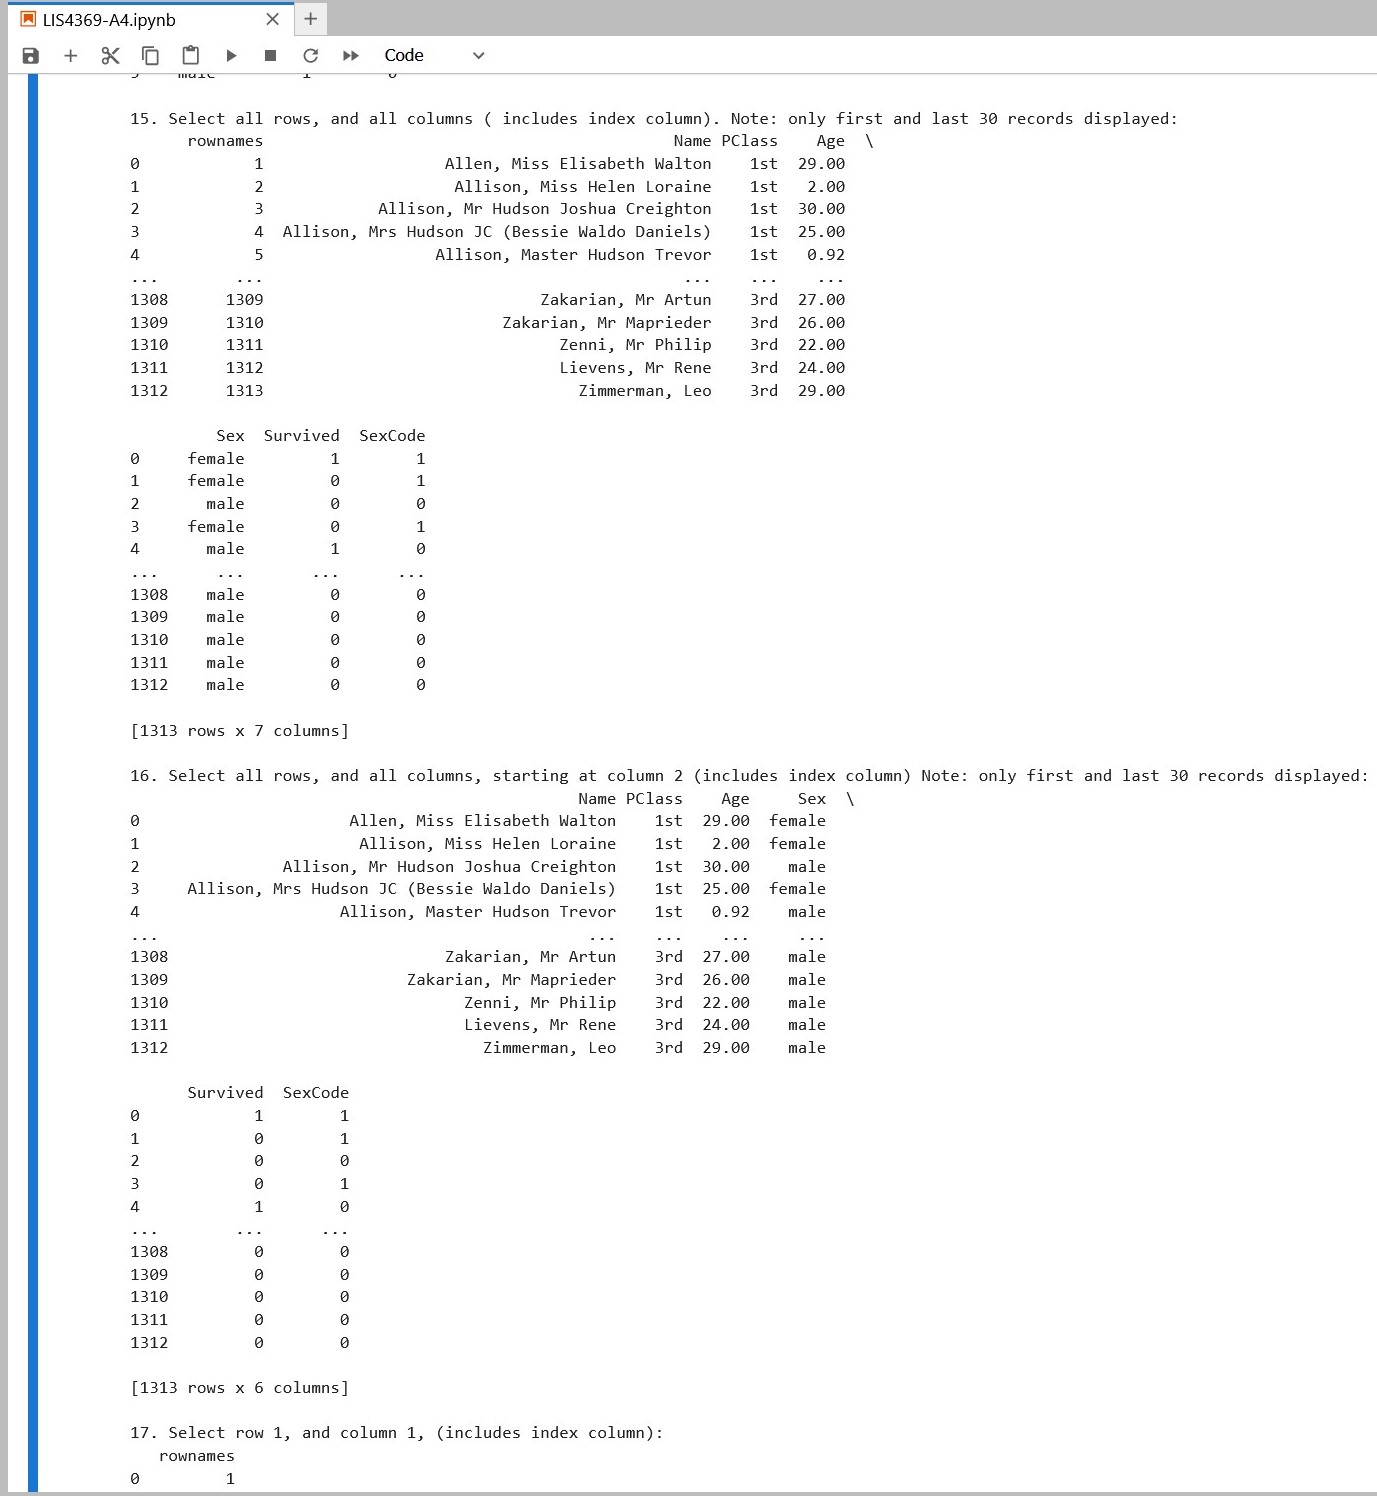 LIS4369-A4.ipynb
Code
3 male 1 0
15. Select all rows, and all columns ( includes index column). Note: only first and last 30 records displayed:
rownames Name PClass Age \
0 1 Allen, Miss Elisabeth Walton 1st 29.00
1 2 Allison, Miss Helen Loraine 1st 2.00
2 3 Allison, Mr Hudson Joshua Creighton 1st 30.00
3 4 Allison, Mrs Hudson JC (Bessie Waldo Daniels) 1st 25.00
4 5 Allison, Master Hudson Trevor 1st 0.92
... ... ... ... ...
1308 1309 Zakarian, Mr Artun 3rd 27.00
1309 1310 Zakarian, Mr Maprieder 3rd 26.00
1310 1311 Zenni, Mr Philip 3rd 22.00
1311 1312 Lievens, Mr Rene 3rd 24.00
1312 1313 Zimmerman, Leo 3rd 29.00
Sex Survived SexCode
0 female 1 1
1 female 0 1
2 male 0 0
3 female 0 1
4 male 1 0
... ... ... ...
1308 male 0 0
1309 male 0 0
1310 male 0 0
1311 male 0 0
1312 male 0 0
[1313 rows x 7 columns]
16. Select all rows, and all columns, starting at column 2 (includes index column) Note: only first and last 30 records displayed:
Name PClass Age Sex \
0 Allen, Miss Elisabeth Walton 1st 29.00 female
1 Allison, Miss Helen Loraine 1st 2.00 female
2 Allison, Mr Hudson Joshua Creighton 1st 30.00 male
3 Allison, Mrs Hudson JC (Bessie Waldo Daniels) 1st 25.00 female
4 Allison, Master Hudson Trevor 1st 0.92 male
... ... ... ... ...
1308 Zakarian, Mr Artun 3rd 27.00 male
1309 Zakarian, Mr Maprieder 3rd 26.00 male
1310 Zenni, Mr Philip 3rd 22.00 male
1311 Lievens, Mr Rene 3rd 24.00 male
1312 Zimmerman, Leo 3rd 29.00 male
Survived SexCode
0 1 1
1 0 1
2 0 0
3 0 1
4 1 0
... ... ...
1308 0 0
1309 0 0
1310 0 0
1311 0 0
1312 0 0
[1313 rows x 6 columns]
17. Select row 1, and column 1, (includes index column):
rownames
0 1